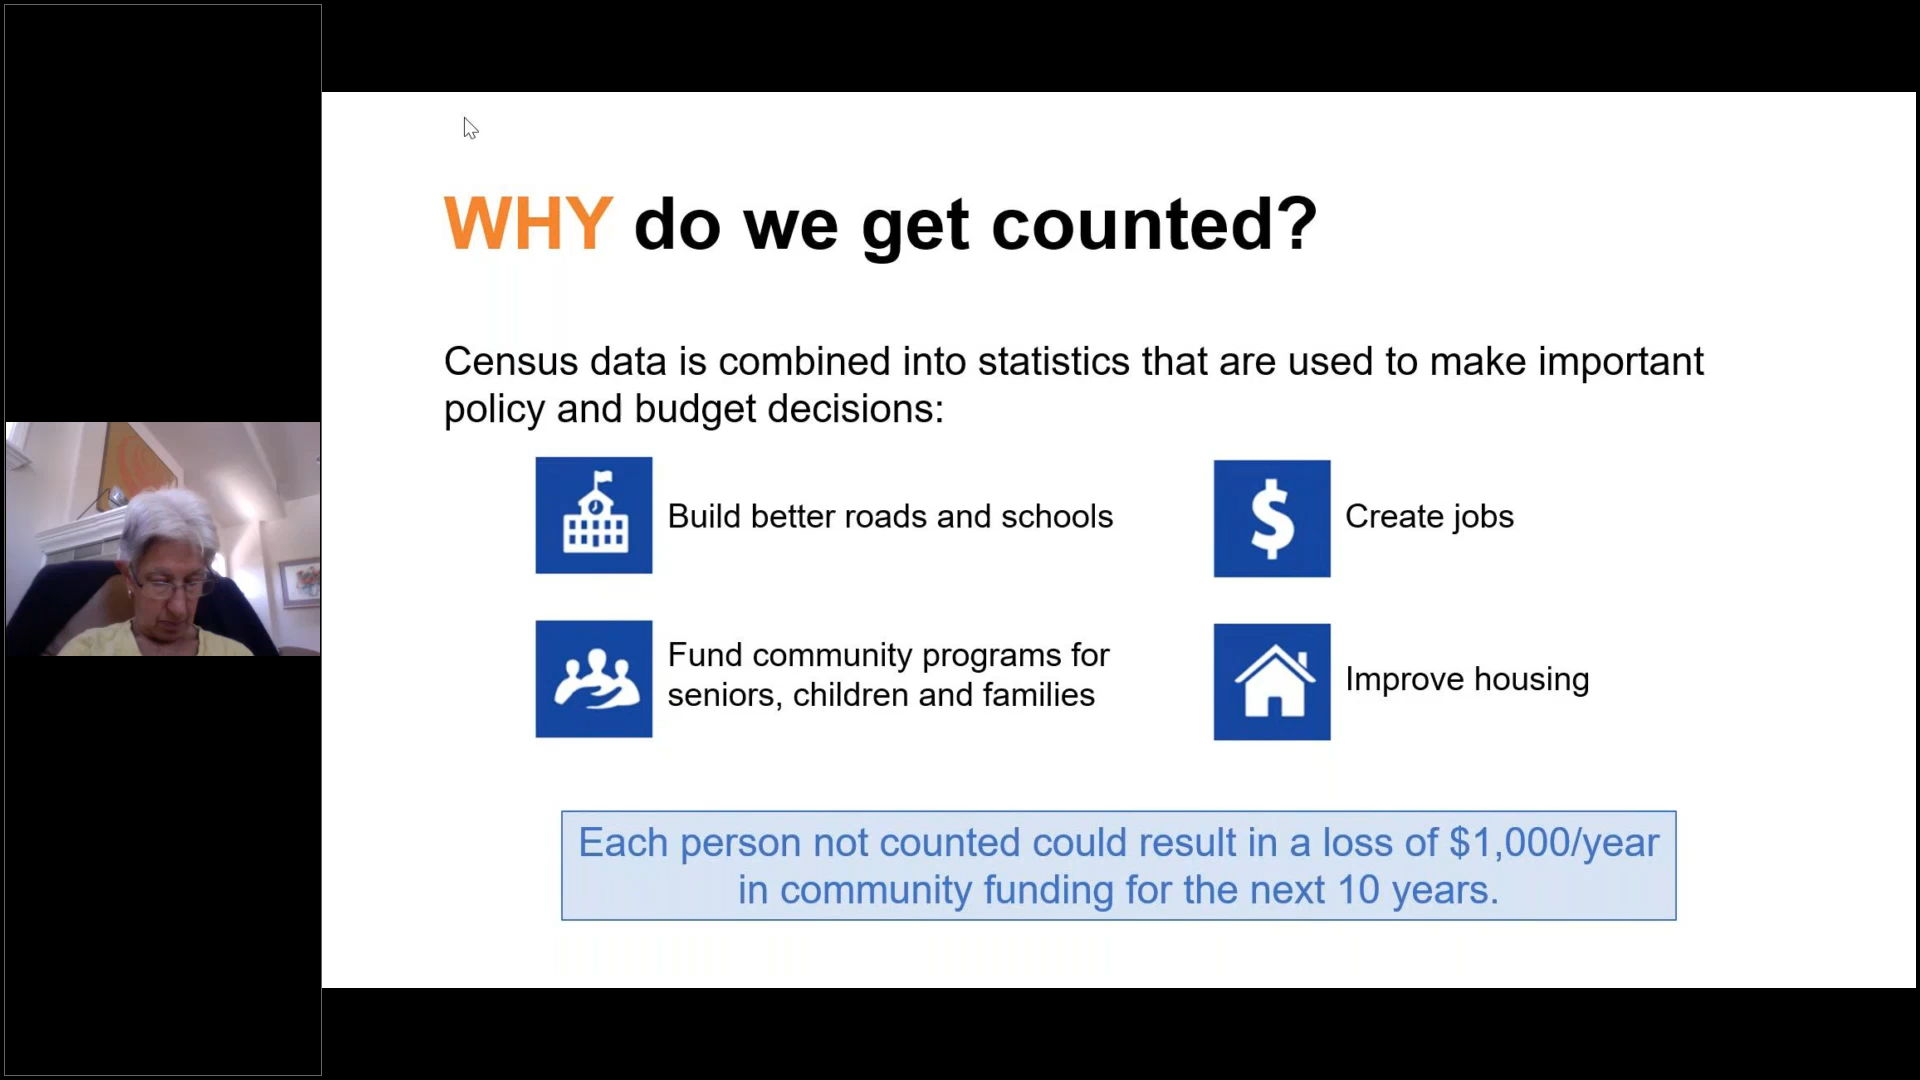 WHY do we get counted?
Census data is combined into statistics that are used to make important
policy and budget decisions:
Build better roads and schools
Create jobs
Fund community programs for
seniors, children and families
Improve housing
Each person not counted could result in a loss of $1,000/year
in community funding for the next 10 years.